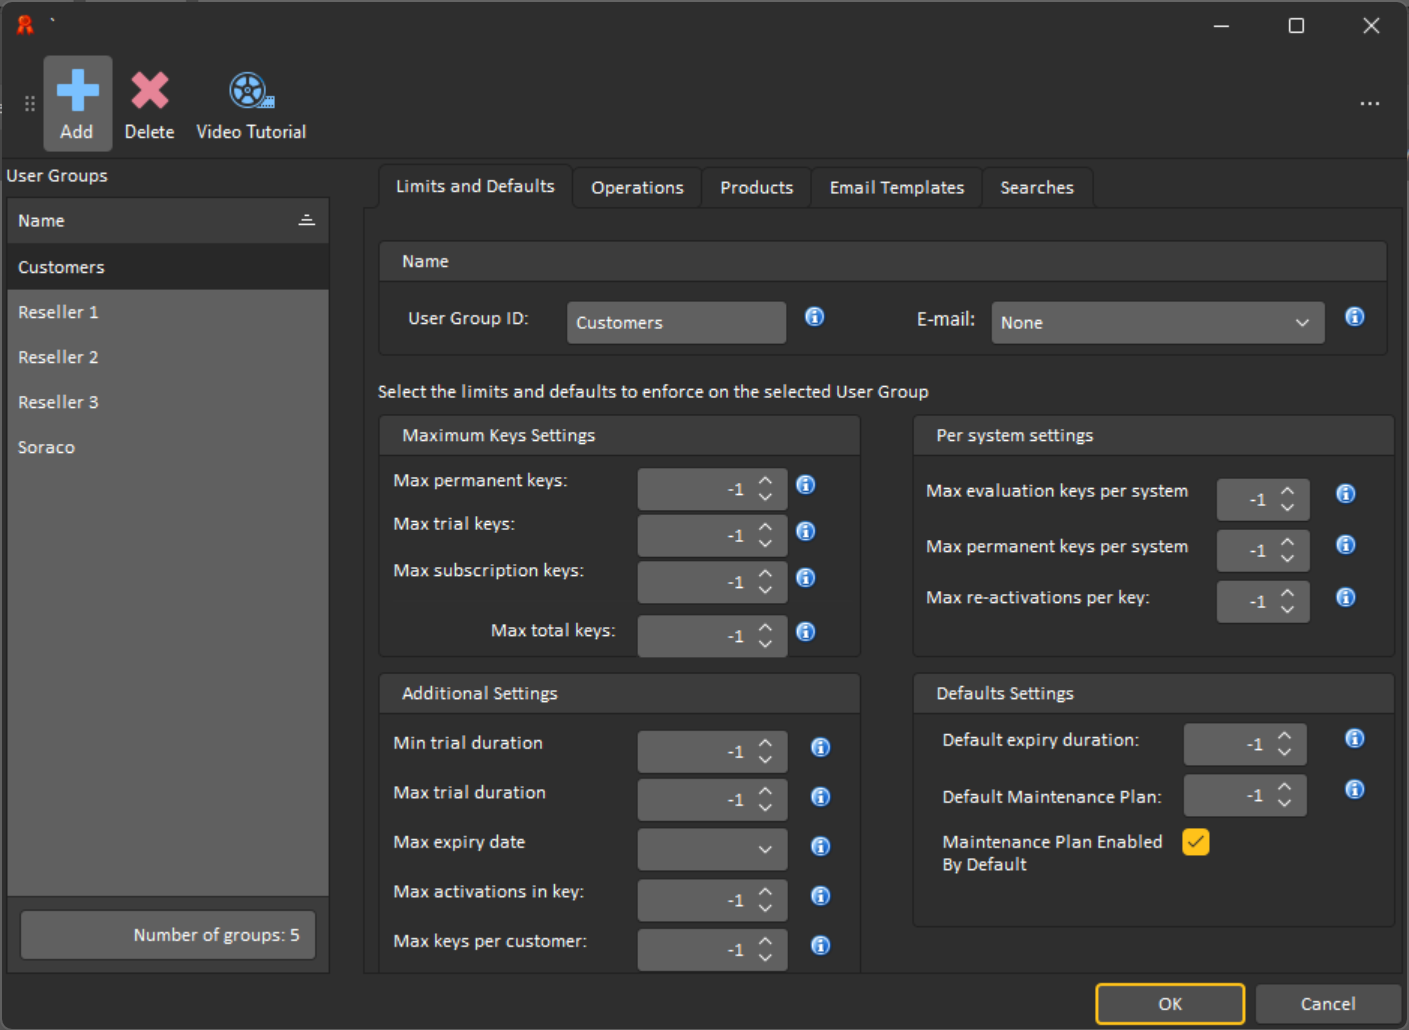 Add
Delete
Video Tutorial
User Groups
Name
Customers
Reseller 1
Reseller 2
Reseller 3
Soraco
Number of groups: 5
Limits and Defaults
Operations
Products
Email Templates
Searches
Name
User Group ID:
Customers
E-mail:
None
Select the limits and defaults to enforce on the selected User Group
Maximum Keys Settings
Max permanent keys:
-1
Max trial keys:
-1
Max subscription keys:
-1
Max total keys:
-1
Per system settings
Max evaluation keys per system
-1
Max permanent keys per system
-1
Max re-activations per key:
-1
Additional Settings
Min trial duration
-1
Max trial duration
-1
Max expiry date
Max activations in key:
-1
Max keys per customer:
-1
Defaults Settings
Default expiry duration:
-1
Default Maintenance Plan:
-1
Maintenance Plan Enabled
By Default
OK
Cancel